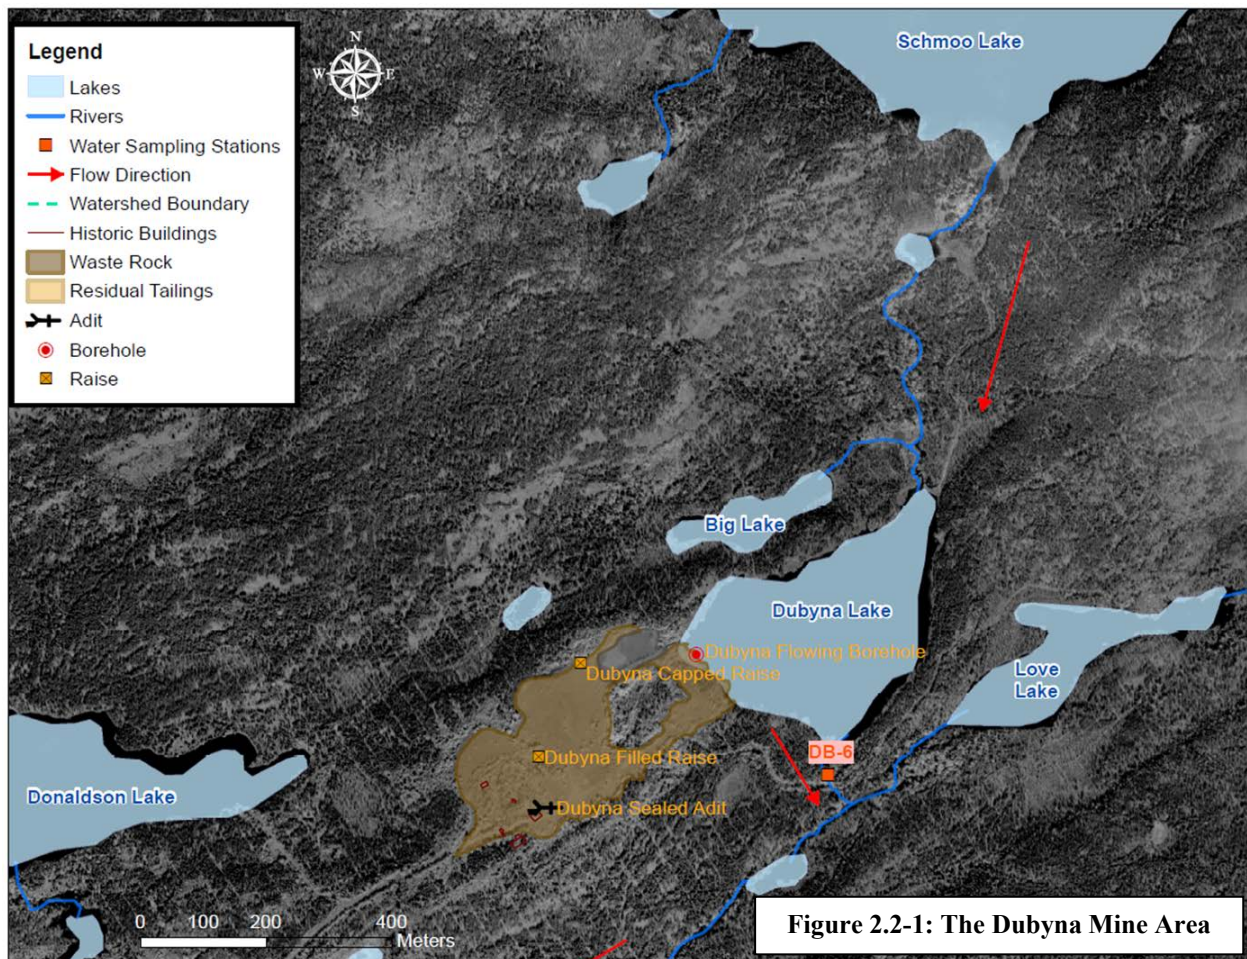 Legend
Lakes
Rivers
Water Sampling Stations
Flow Direction
Watershed Boundary
Historic Buildings
Waste Rock
Residual Tailings
Adit
Borehole
Raise
N
W E
S
Schmoo Lake
Big Lake
Dubyna Lake
Dubyna Flowing Borehole
Dubyna Capped Raise
Love
Lake
DB-6
Dubyna Filled Raise
Donaldson Lake
Dubyna Sealed Adit
0 100 200 400
Meters
Figure 2.2-1: The Dubyna Mine Area